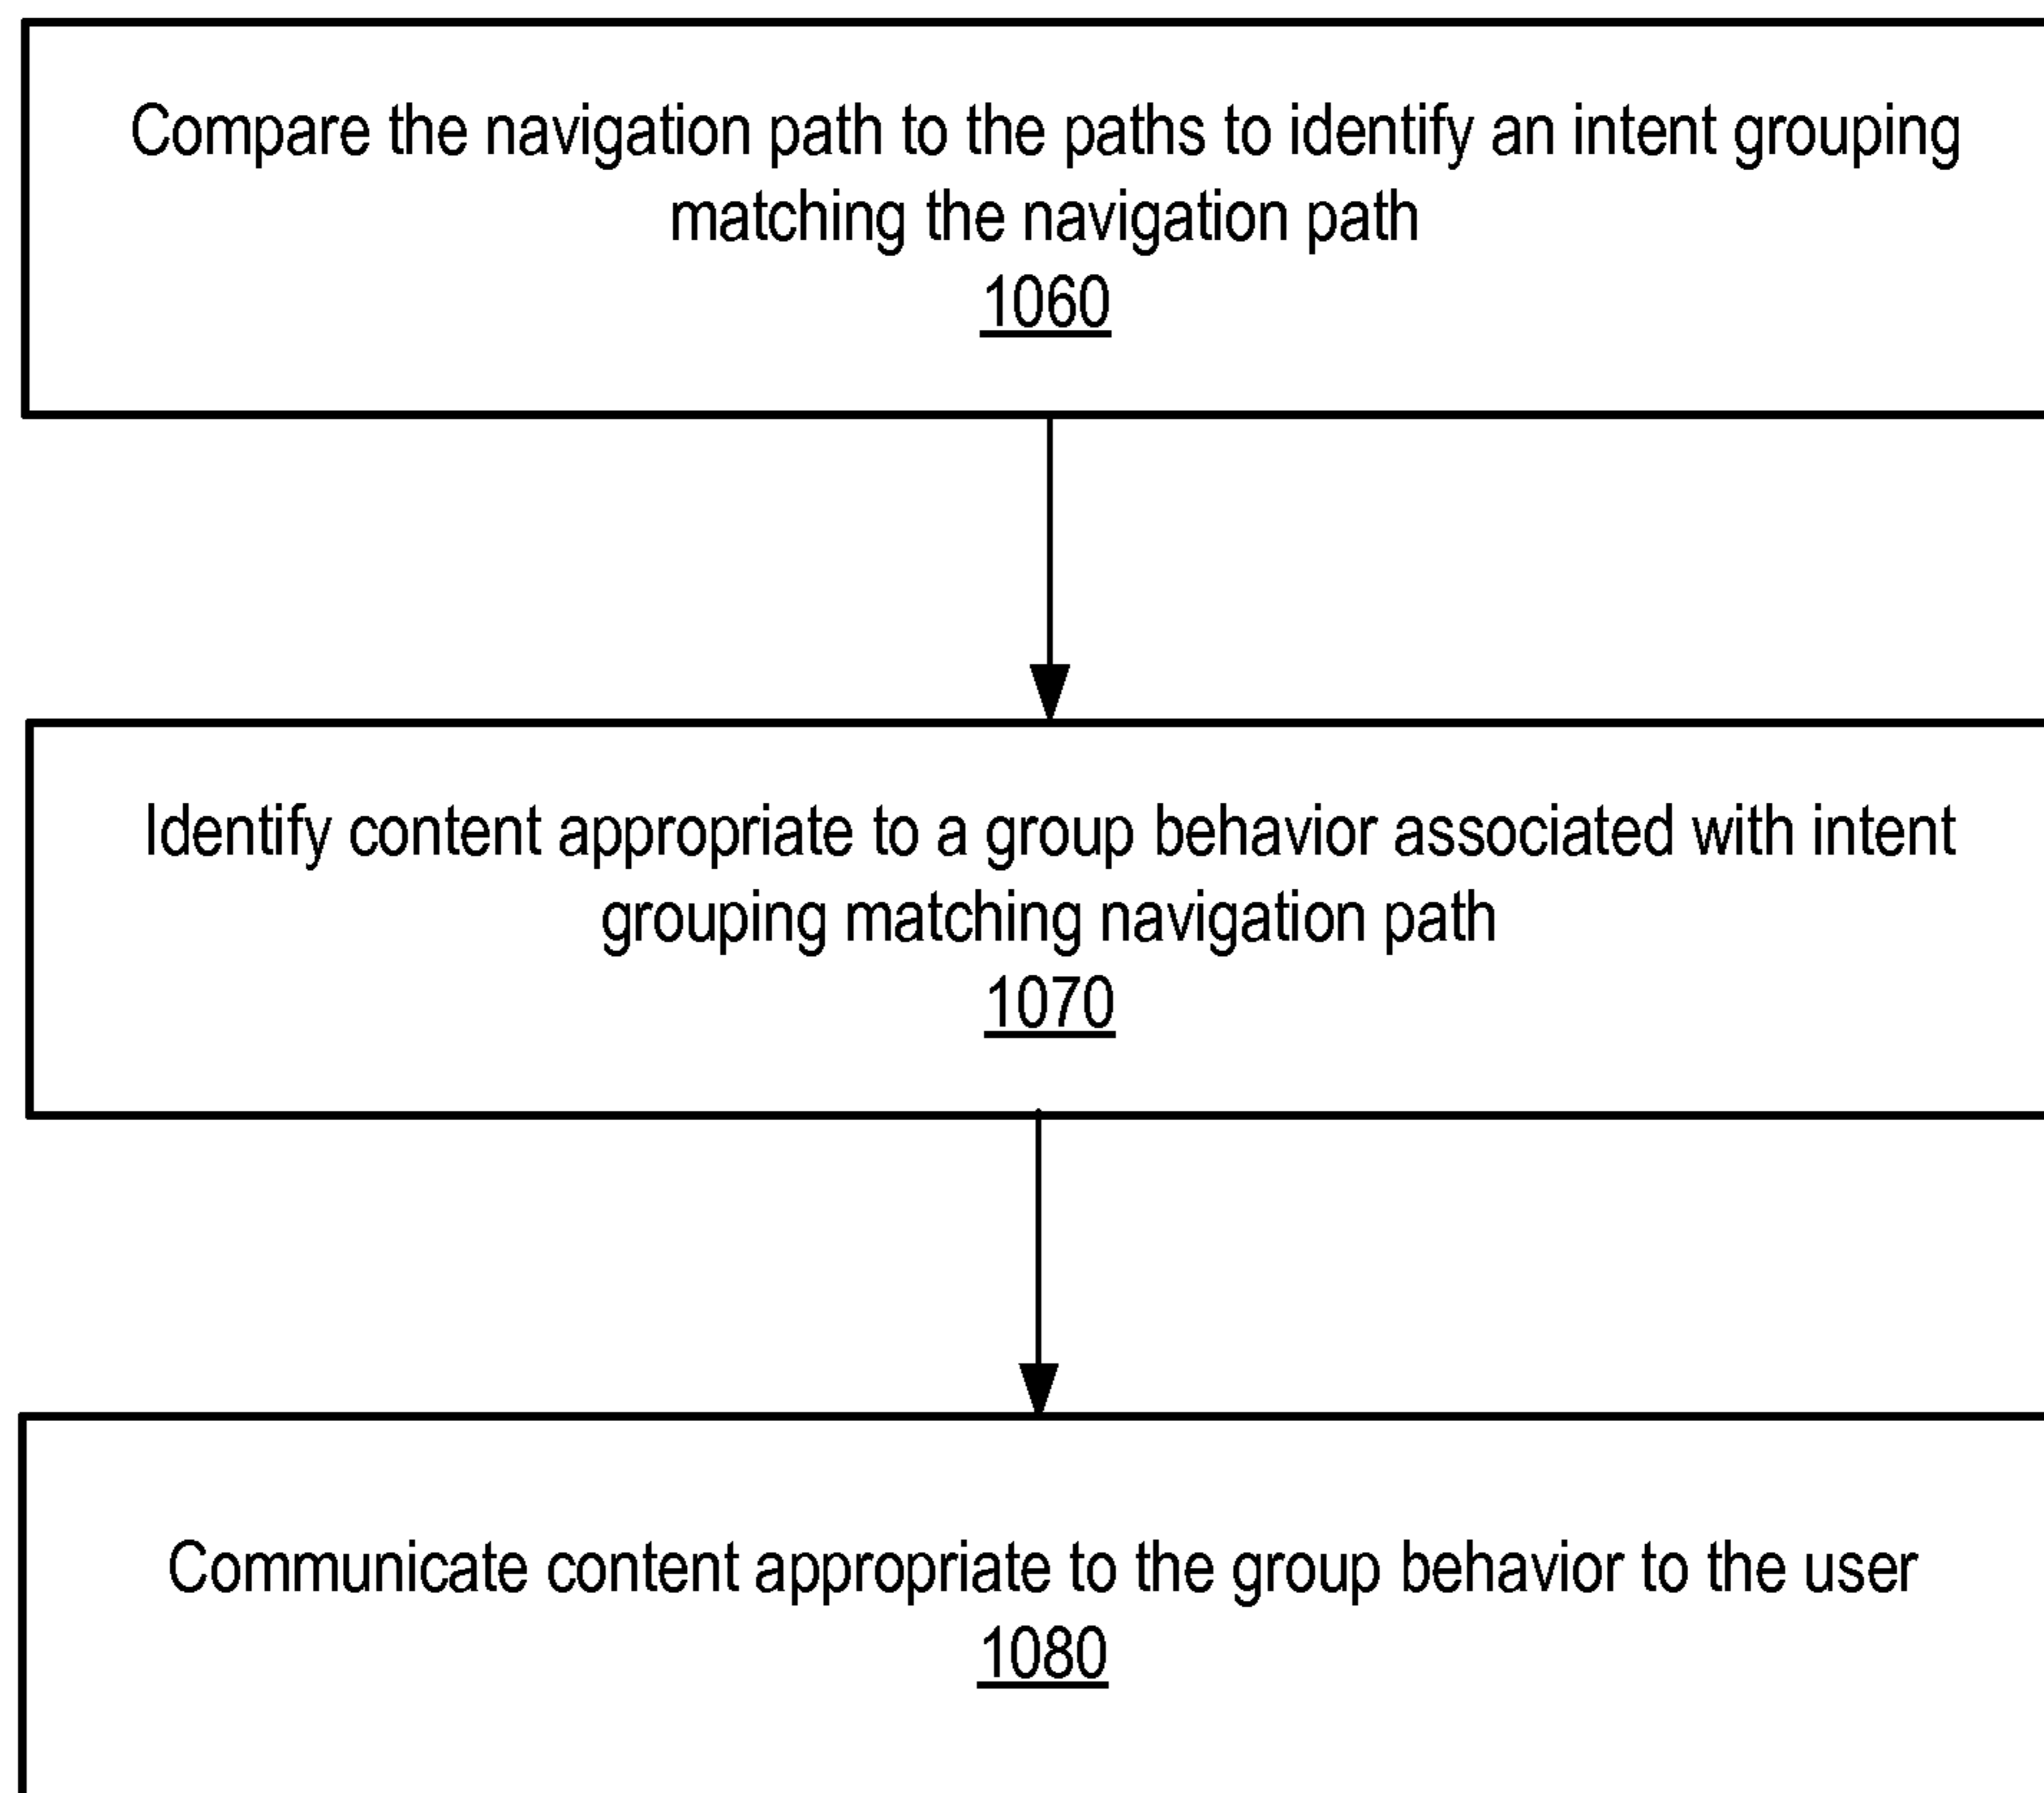 Compare the navigation path to the paths to identify an intent grouping
matching the navigation path
1060
Identify content appropriate to a group behavior associated with intent
grouping matching navigation path
1070
Communicate content appropriate to the group behavior to the user
1080